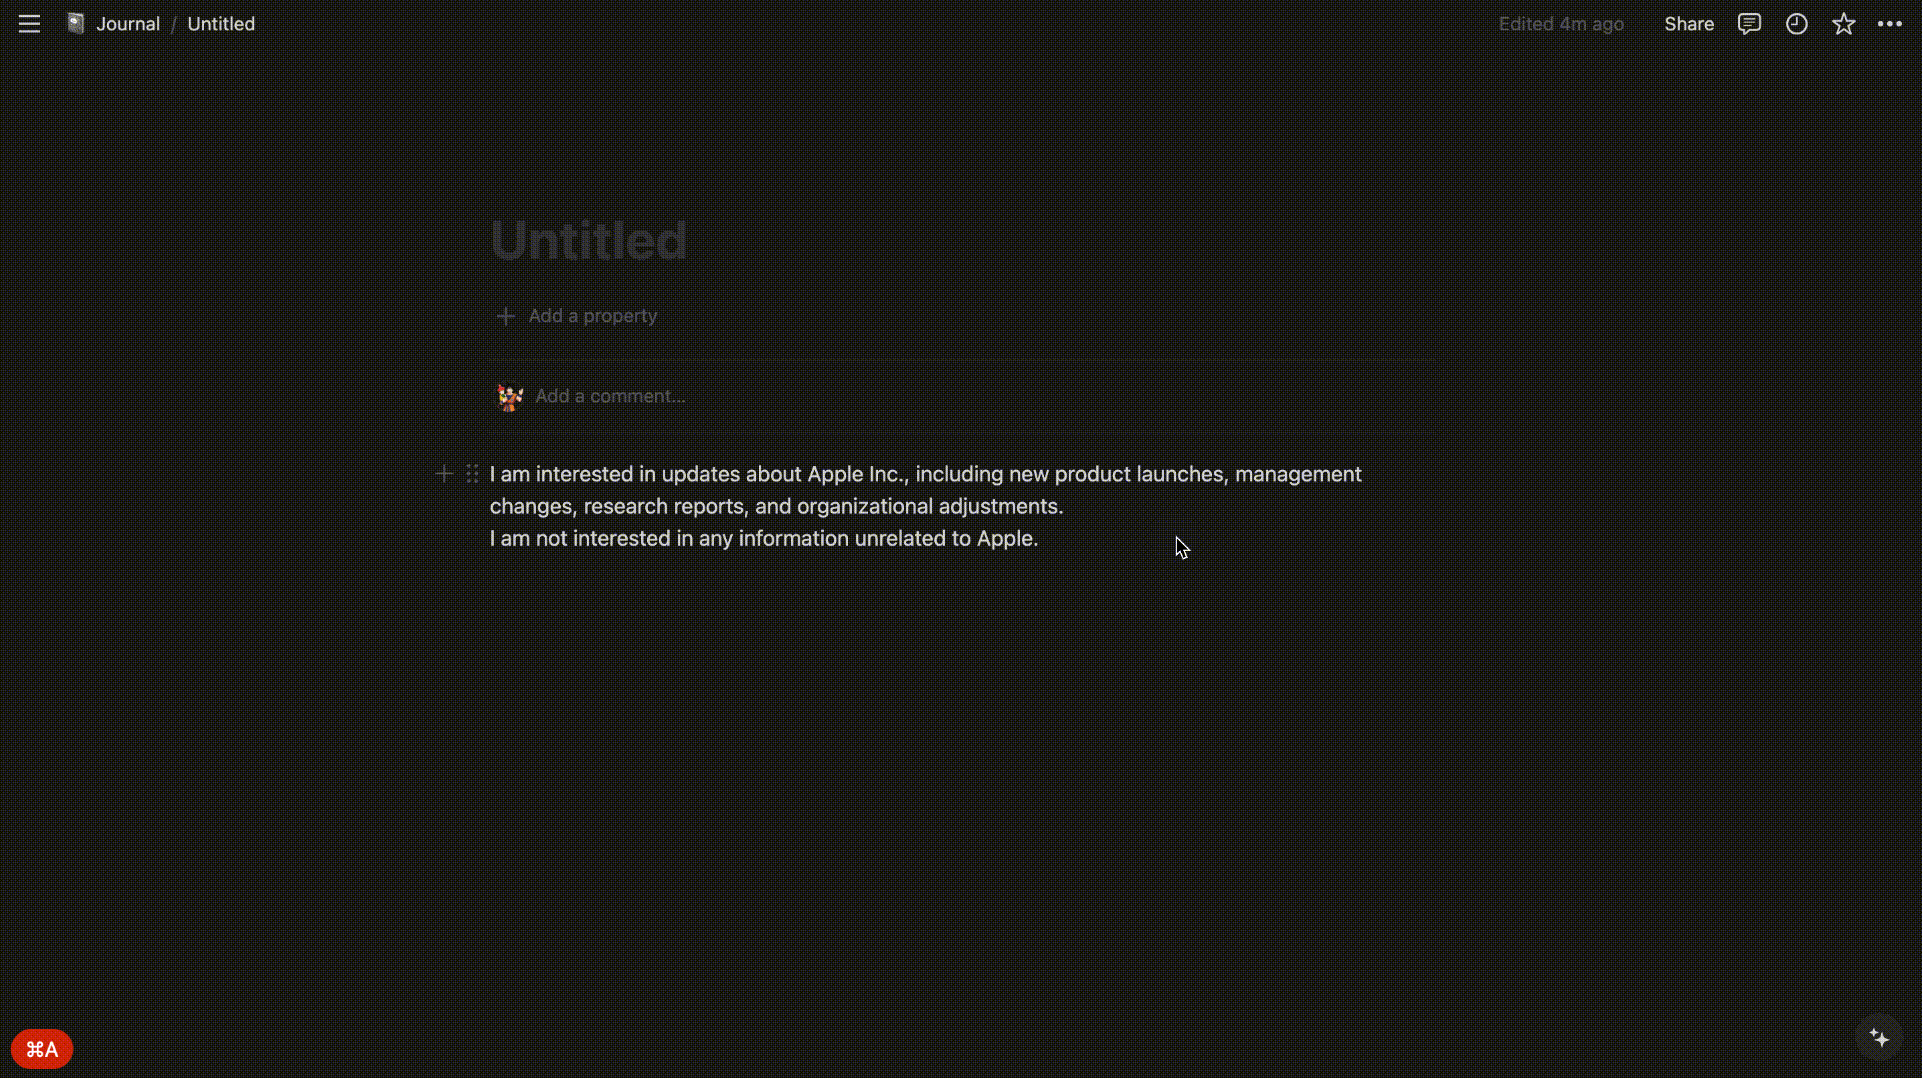 Journal / Untitled
Edited 4m ago
Share
Untitled
Add a property
Add a comment...
I am interested in updates about Apple Inc., including new product launches, management
changes, research reports, and organizational adjustments.
I am not interested in any information unrelated to Apple.
⌘A